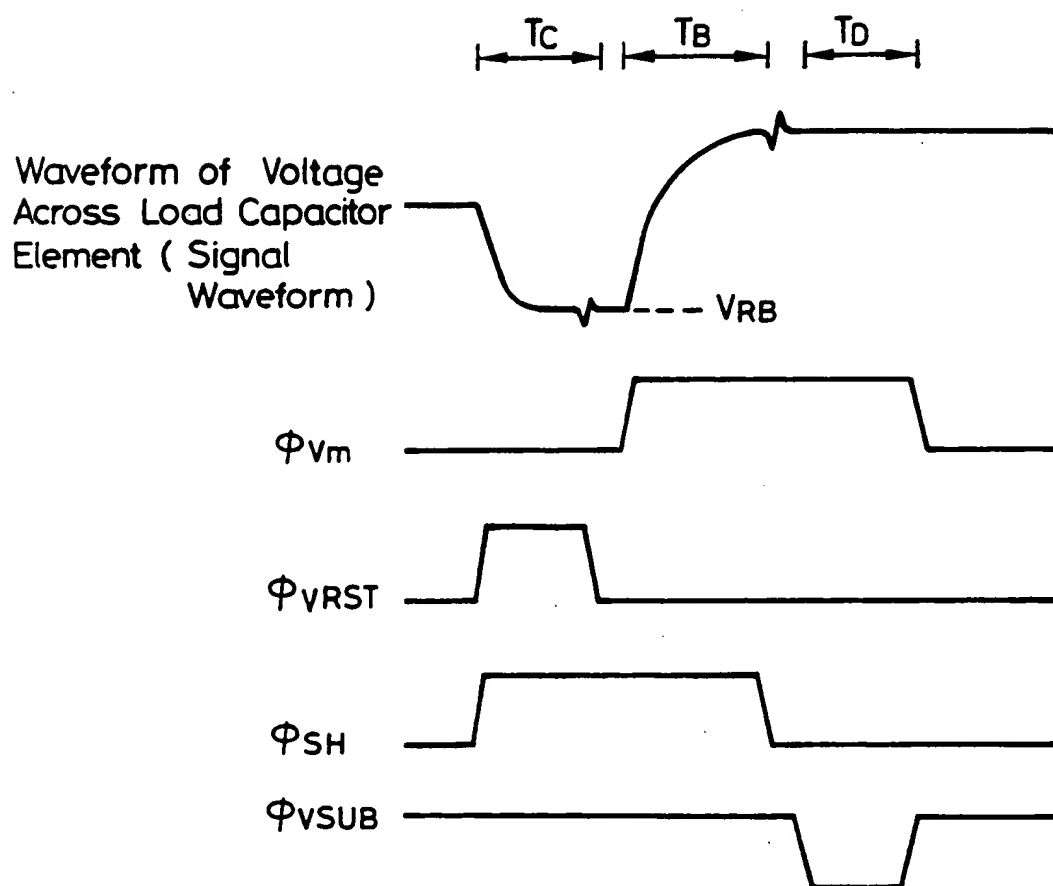 TC TB TD
Waveform of Voltage
Across Load Capacitor
Element ( Signal
Waveform )
VRB
φVm
φVRST
φSH
φVSUB